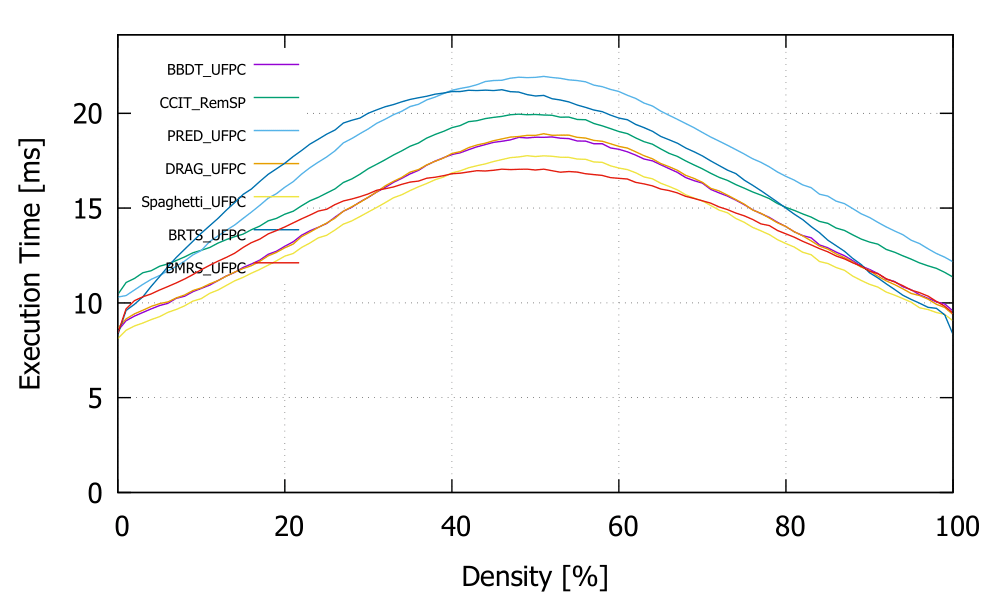 BBDT_UFPC
CCIT_RemSP
PRED_UFPC
DRAG_UFPC
Spaghetti_UFPC
BRTS_UFPC
BMRS_UFPC
Execution Time [ms]
20
15
10
5
0
0 20 40 60 80 100
Density [%]